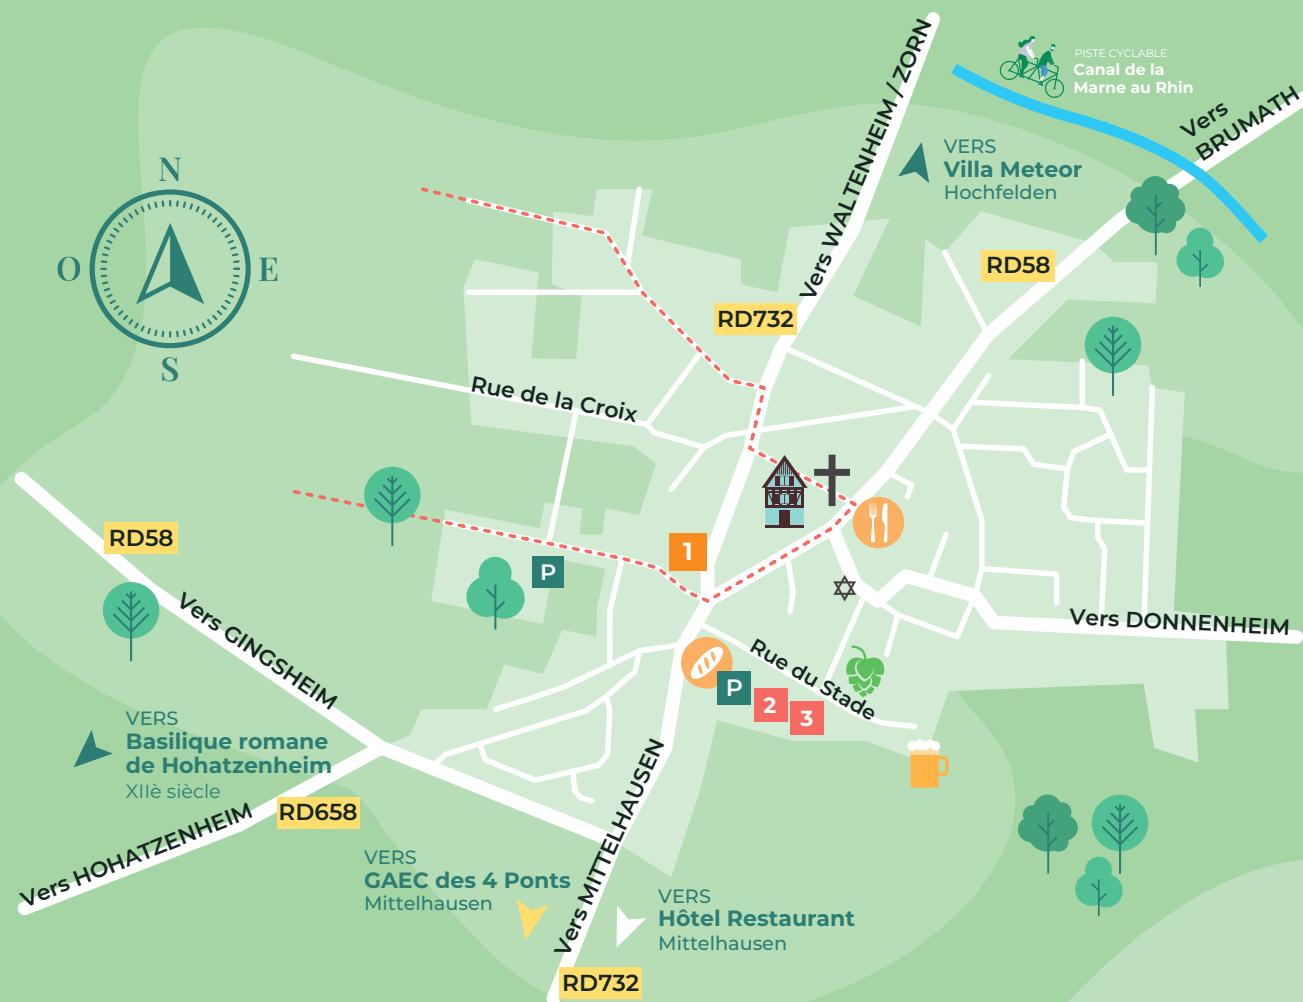 PISTE CYCLABLE
Canal de la
Marne au Rhin
Vers
BRUMATH
Vers WALTENHEIM / ZORN
VERS
Villa Meteor
Hochfelden
N
O
E
S
RD58
RD732
Rue de la Croix
RD58
1
P
Vers GINGSHEIM
Vers DONNENHEIM
Rue du Stade
P
2
3
VERS
Basilique romane
de Hohatzenheim
XIIè siècle
RD658
Vers HOHATZENHEIM
Vers MITTELHAUSEN
VERS
GAEC des 4 Ponts
Mittelhausen
VERS
Hôtel Restaurant
Mittelhausen
RD732